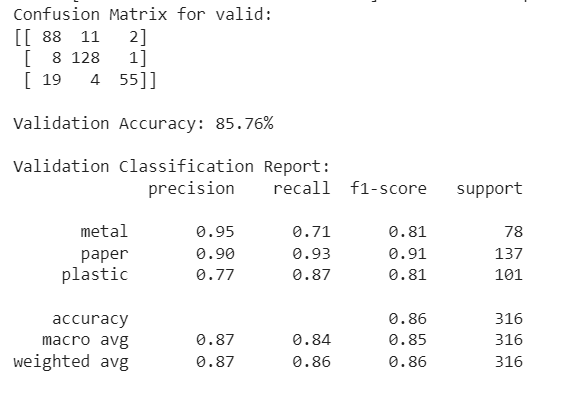 Confusion Matrix for valid:
[[ 88  11   2]
 [  8 128   1]
 [ 19   4  55]]
Validation Accuracy: 85.76%
Validation Classification Report:
precision recall f1-score support
metal 0.95 0.71 0.81 78
paper 0.90 0.93 0.91 137
plastic 0.77 0.87 0.81 101
accuracy 0.86 316
macro avg 0.87 0.84 0.85 316
weighted avg 0.87 0.86 0.86 316